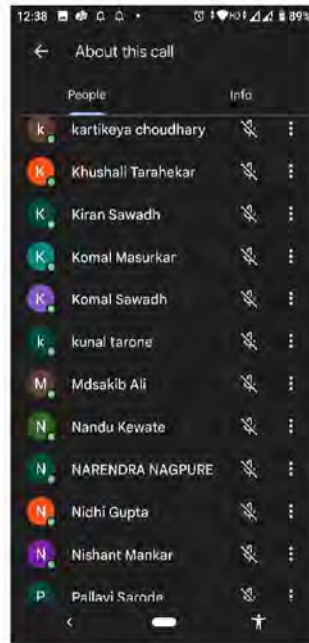 12:38 89%
About this call
People Info
k kartikeya choudhary
K Khushali Tarahekar
K Kiran Sawadh
K Komal Masurkar
K Komal Sawadh
k kunal tarone
M Mdsakib Ali
N Nandu Kewate
N NARENDRA NAGPURE
N Nidhi Gupta
N Nishant Mankar
P Pallavi Sarode